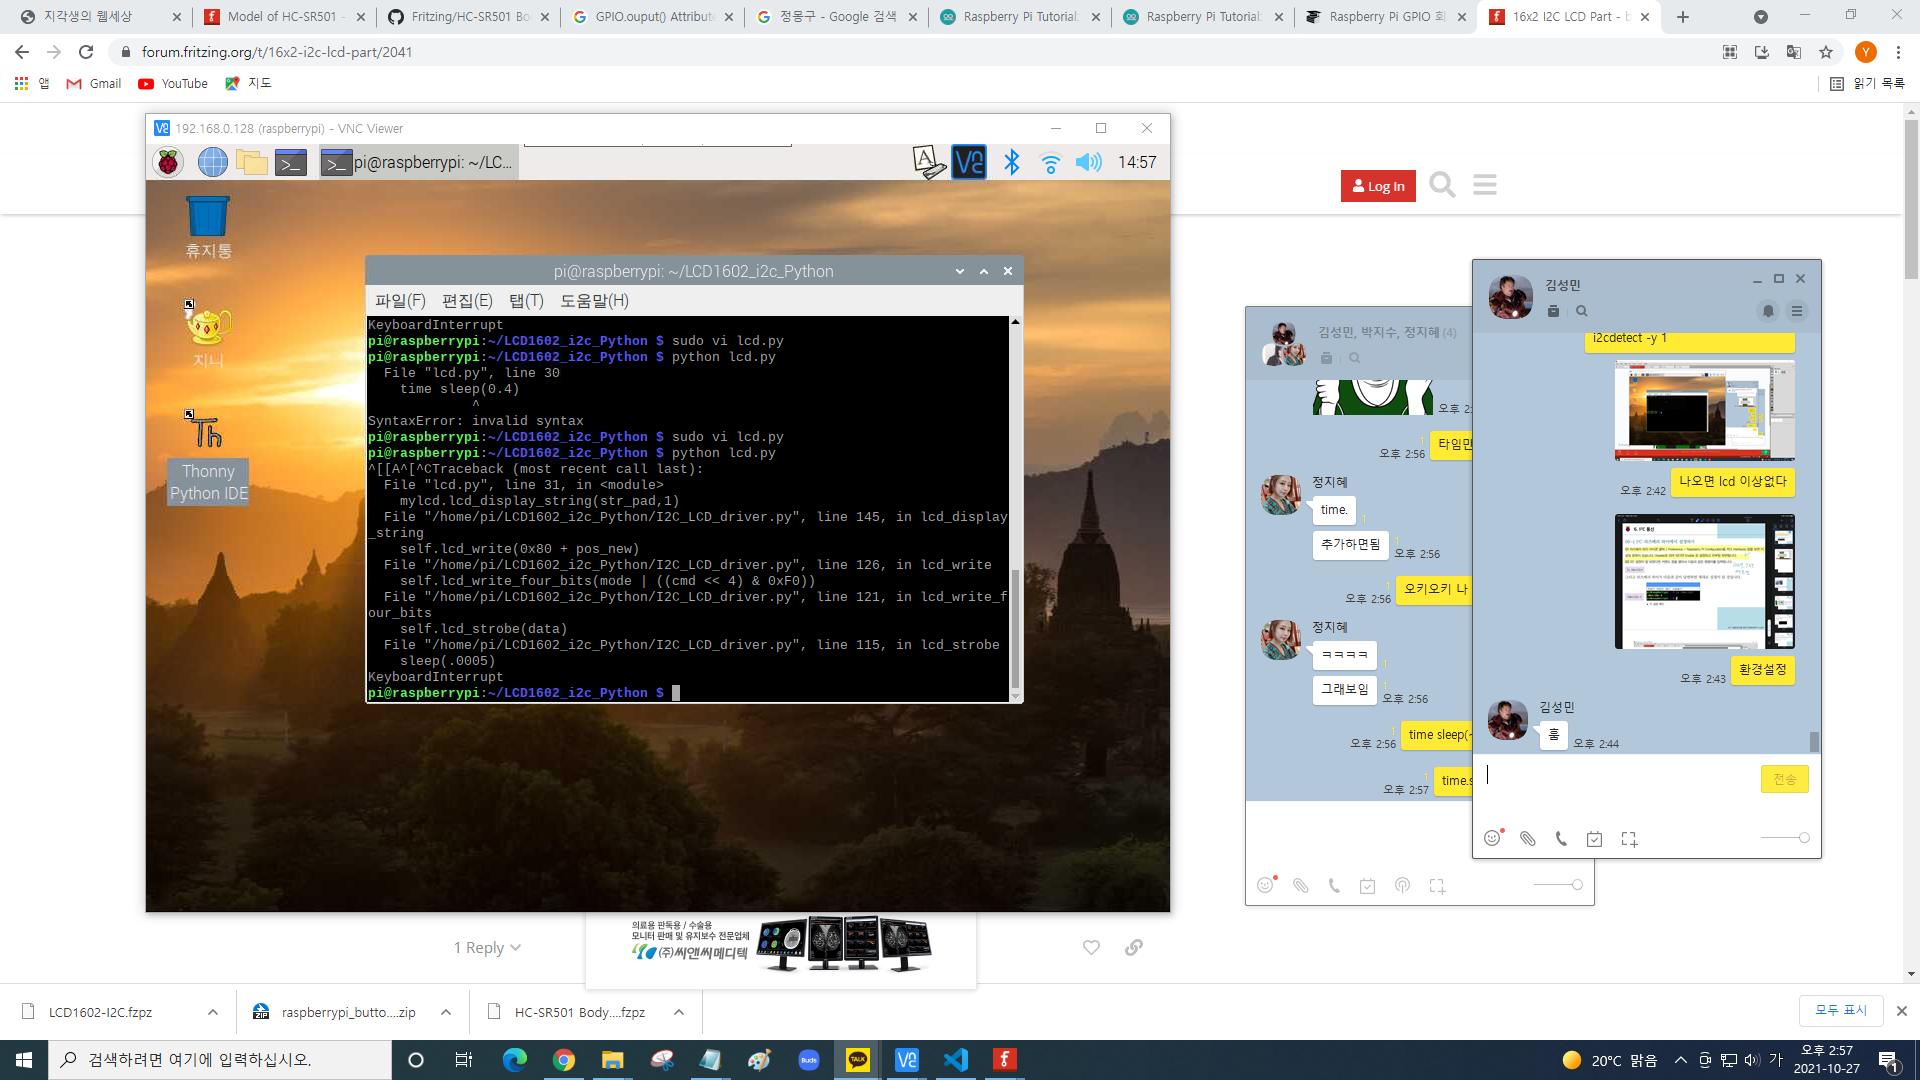 지각생의 웹세상
Model of HC-SR501 -
Fritzing/HC-SR501 Bo
GPIO.ouput() Attribut
정몽구 - Google 검색
Raspberry Pi Tutorial
Raspberry Pi Tutorial
Raspberry Pi GPIO 회
16x2 I2C LCD Part - b
forum.fritzing.org/t/16x2-i2c-lcd-part/2041
Y
앱
Gmail
YouTube
지도
읽기 목록
192.168.0.128 (raspberrypi) - VNC Viewer
pi@raspberrypi: ~/LC...
14:57
Log In
휴지통
지니
Thonny
Python IDE
pi@raspberrypi: ~/LCD1602_i2c_Python
파일(F) 편집(E) 탭(T) 도움말(H)
KeyboardInterrupt
pi@raspberrypi:~/LCD1602_i2c_Python $ sudo vi lcd.py
pi@raspberrypi:~/LCD1602_i2c_Python $ python lcd.py
File "lcd.py", line 30
time sleep(0.4)
^
SyntaxError: invalid syntax
pi@raspberrypi:~/LCD1602_i2c_Python $ sudo vi lcd.py
pi@raspberrypi:~/LCD1602_i2c_Python $ python lcd.py
^[[A^[^CTraceback (most recent call last):
File "lcd.py", line 31, in <module>
mylcd.lcd_display_string(str_pad,1)
File "/home/pi/LCD1602_i2c_Python/I2C_LCD_driver.py", line 145, in lcd_display
_string
self.lcd_write(0x80 + pos_new)
File "/home/pi/LCD1602_i2c_Python/I2C_LCD_driver.py", line 126, in lcd_write
self.lcd_write_four_bits(mode | ((cmd << 4) & 0xF0))
File "/home/pi/LCD1602_i2c_Python/I2C_LCD_driver.py", line 121, in lcd_write_f
our_bits
self.lcd_strobe(data)
File "/home/pi/LCD1602_i2c_Python/I2C_LCD_driver.py", line 115, in lcd_strobe
sleep(.0005)
KeyboardInterrupt
pi@raspberrypi:~/LCD1602_i2c_Python $
김성민, 박지수, 정지혜 (4)
오후 2:
타임만
1
오후 2:56
정지혜
time.
1
추가하면됨
1
오후 2:56
오키오키 나
1
오후 2:56
정지혜
ㅋㅋㅋㅋ
1
그래보임
1
오후 2:56
time sleep(~
1
오후 2:56
time.s
1
오후 2:57
김성민
i2cdetect -y 1
나오면 lcd 이상없다
오후 2:42
환경설정
오후 2:43
김성민
훔
오후 2:44
전송
1 Reply
의료용 판독용 / 수술용
모니터 판매 및 유지보수 전문업체
(주)씨앤씨메디텍
LCD1602-I2C.fzpz
raspberrypi_butto....zip
HC-SR501 Body....fzpz
모두 표시
검색하려면 여기에 입력하십시오.
Buds
TALK
20°C 맑음
가
오후 2:57
2021-10-27
1